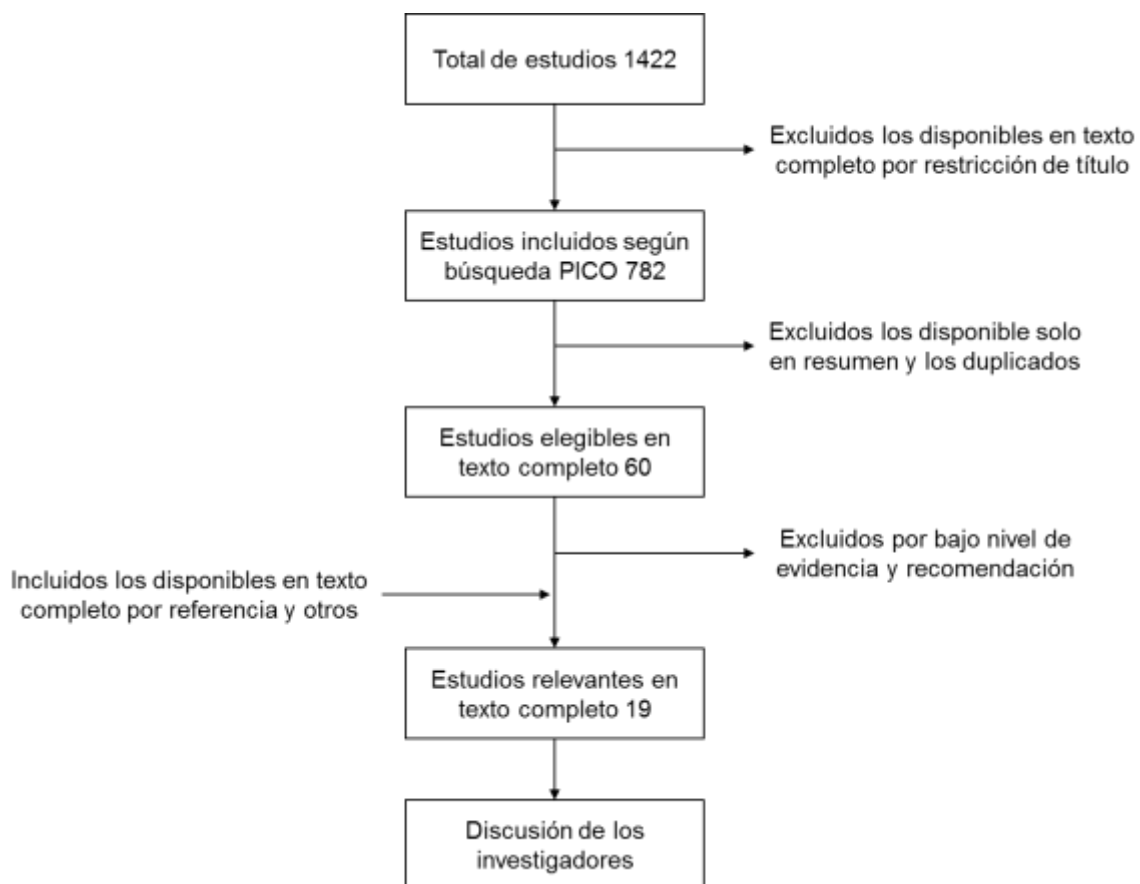 Total de estudios 1422
Excluidos los disponibles en texto
completo por restricción de título
Estudios incluidos según
búsqueda PICO 782
Excluidos los disponible solo
en resumen y los duplicados
Estudios elegibles en
texto completo 60
Excluidos por bajo nivel de
evidencia y recomendación
Incluidos los disponibles en texto
completo por referencia y otros
Estudios relevantes en
texto completo 19
Discusión de los
investigadores